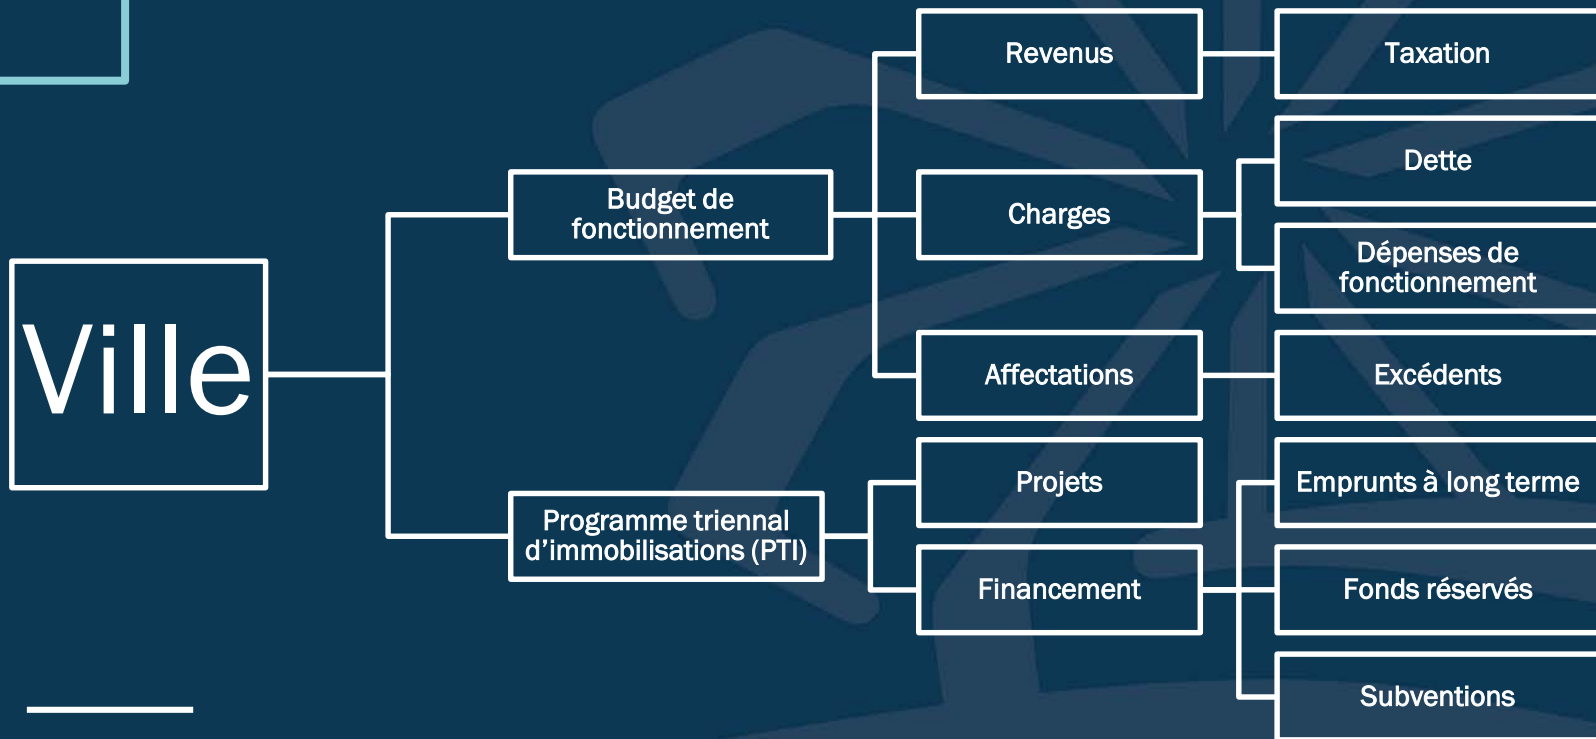 Ville
Budget de
fonctionnement
Revenus
Taxation
Charges
Dette
Dépenses de
fonctionnement
Affectations
Excédents
Programme triennal
d’immobilisations (PTI)
Projets
Financement
Emprunts à long terme
Fonds réservés
Subventions